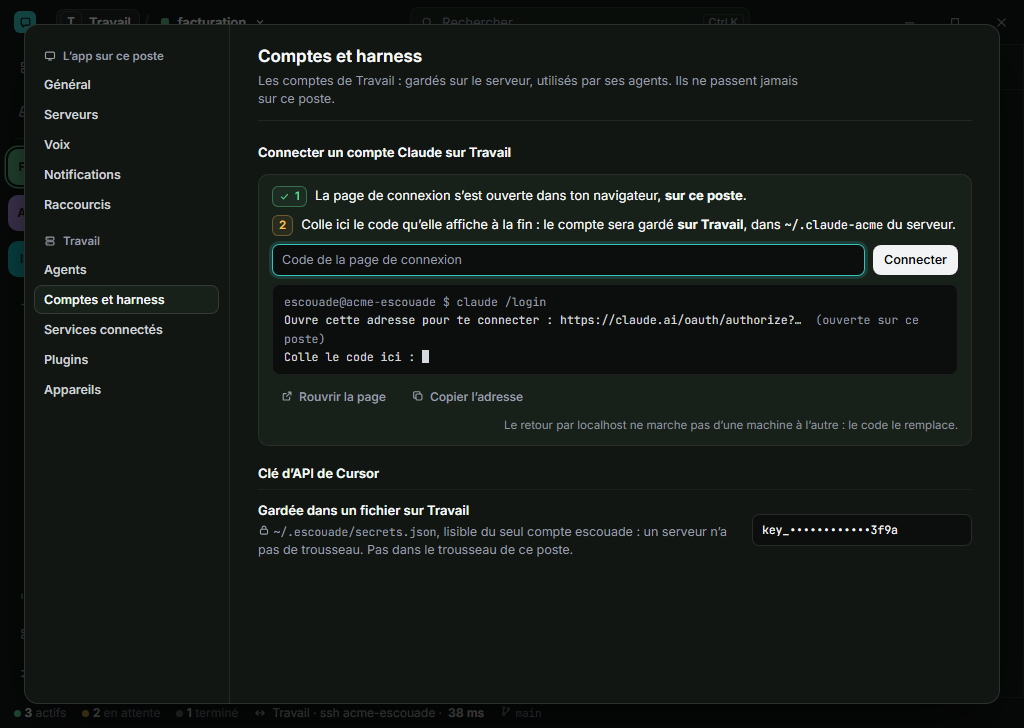 T Travail / facturation
Rechercher Ctrl K
L'app sur ce poste
Général
Serveurs
Voix
Notifications
Raccourcis
Travail
Agents
Comptes et harness
Services connectés
Plugins
Appareils
Comptes et harness
Les comptes de Travail : gardés sur le serveur, utilisés par ses agents. Ils ne passent jamais
sur ce poste.
Connecter un compte Claude sur Travail
1 La page de connexion s'est ouverte dans ton navigateur, sur ce poste.
2 Colle ici le code qu'elle affiche à la fin : le compte sera gardé sur Travail, dans ~/.claude-acme du serveur.
Code de la page de connexion
Connecter
escouade@acme-escouade $ claude /login
Ouvre cette adresse pour te connecter : https://claude.ai/oauth/authorize?… (ouverte sur ce
poste)
Colle le code ici :
Rouvrir la page
Copier l'adresse
Le retour par localhost ne marche pas d'une machine à l'autre : le code le remplace.
Clé d'API de Cursor
Gardée dans un fichier sur Travail
~/.escouade/secrets.json, lisible du seul compte escouade : un serveur n'a
pas de trousseau. Pas dans le trousseau de ce poste.
key_••••••••••••3f9a
3 actifs 2 en attente 1 terminé Travail · ssh acme-escouade · 38 ms main